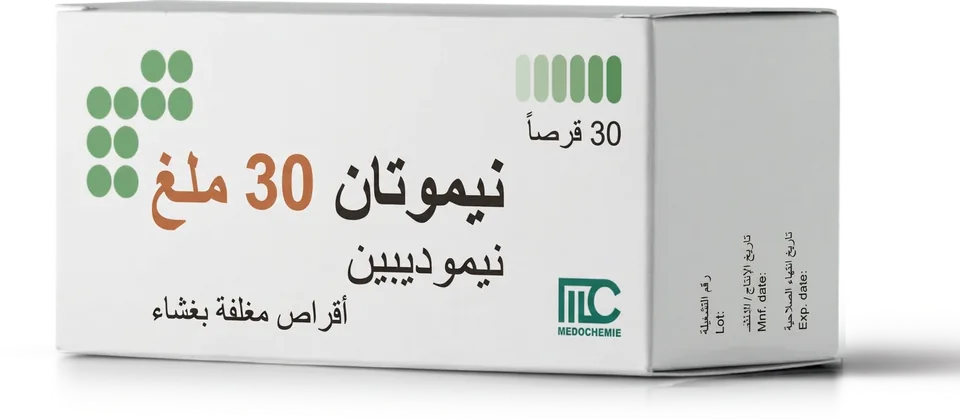 30 قرصاً
نيموتان 30 ملغ
نيموديبين
أقراص مغلفة بغشاء
MC
MEDOCHEMIE
رقم التشغيلة
Lot:
تاريخ الإنتاج /
Mnf. date:
تاريخ انتهاء الصلاحية
Exp. date: